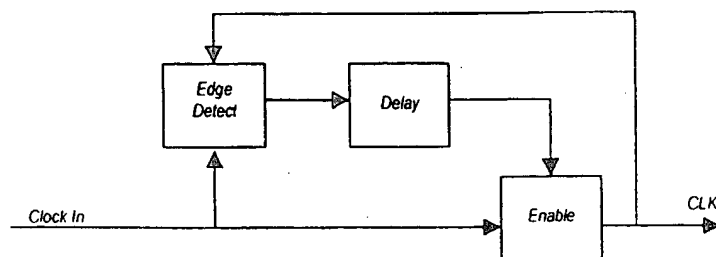 Edge
Detect
Delay
Clock In
Enable
CLK